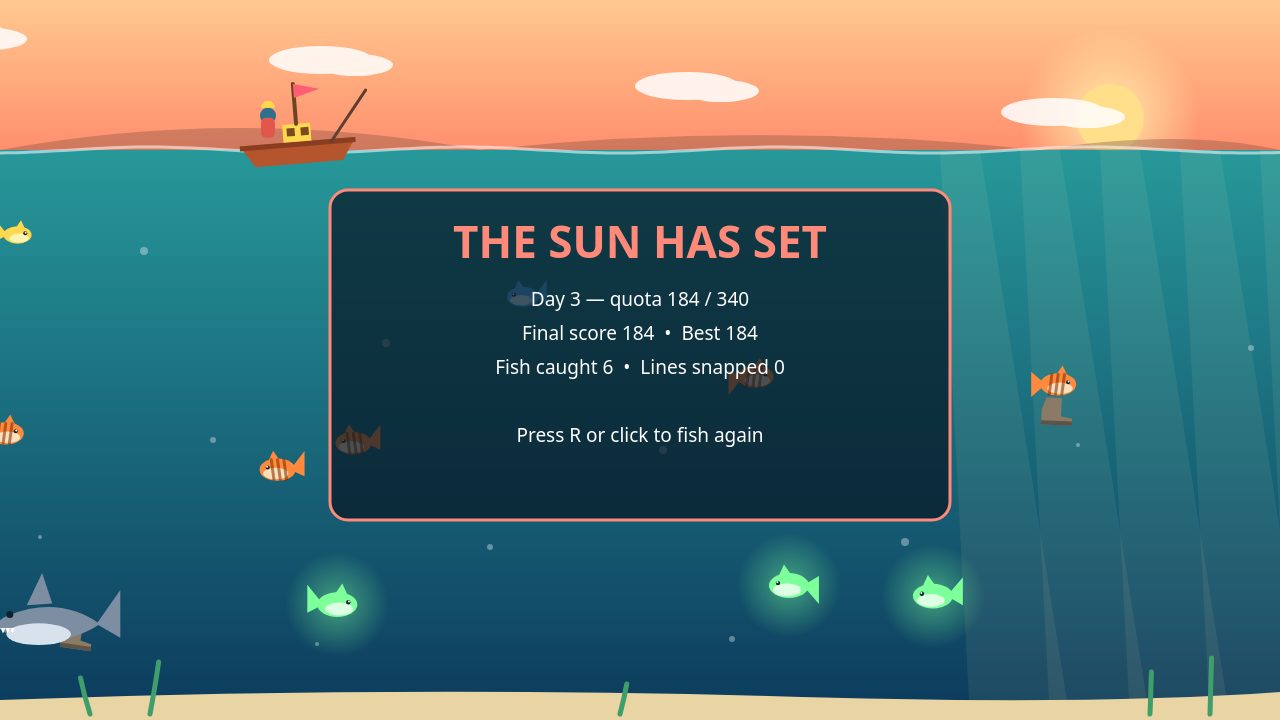 THE SUN HAS SET
Day 3 — quota 184 / 340
Final score 184 • Best 184
Fish caught 6 • Lines snapped 0
Press R or click to fish again